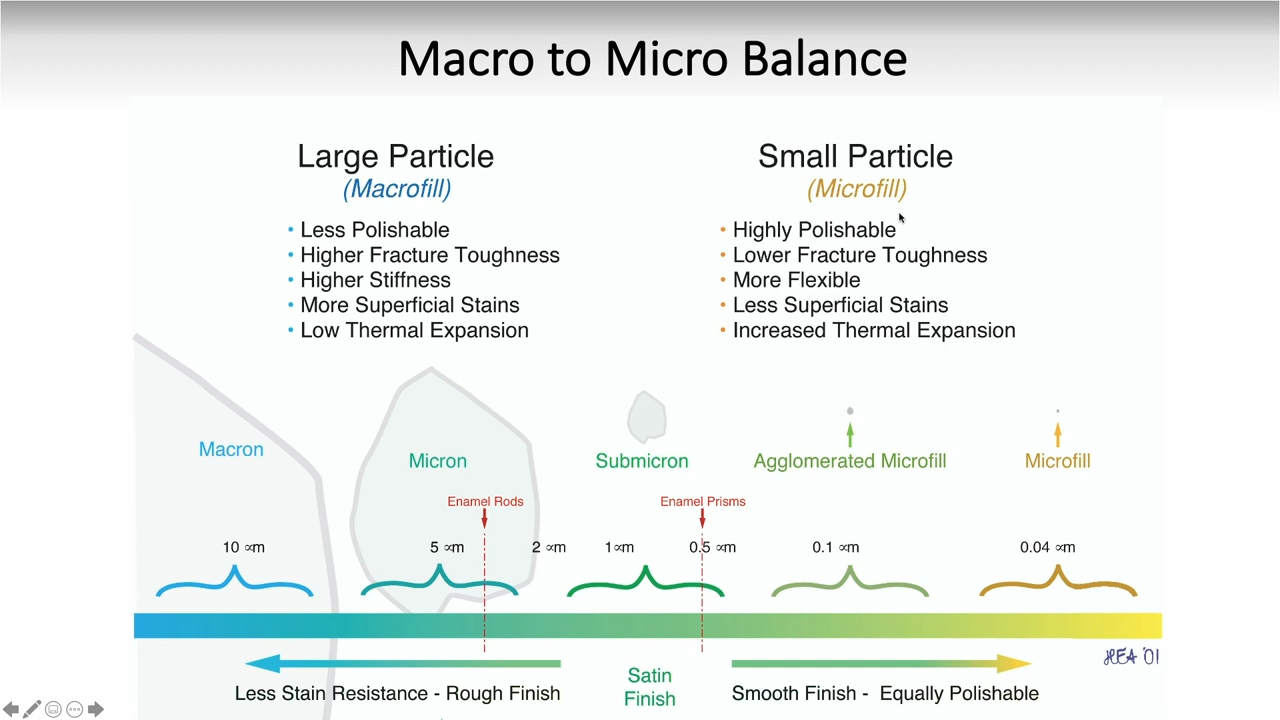 Macro to Micro Balance
Large Particle
(Macrofill)
• Less Polishable
• Higher Fracture Toughness
• Higher Stiffness
• More Superficial Stains
• Low Thermal Expansion
Small Particle
(Microfill)
• Highly Polishable
• Lower Fracture Toughness
• More Flexible
• Less Superficial Stains
• Increased Thermal Expansion
Macron
Micron
Submicron
Agglomerated Microfill
Microfill
Enamel Rods
Enamel Prisms
10 ∝m
5 ∝m
2 ∝m
1∝m
0.5 ∝m
0.1 ∝m
0.04 ∝m
HEA '01
Less Stain Resistance - Rough Finish
Satin
Finish
Smooth Finish - Equally Polishable